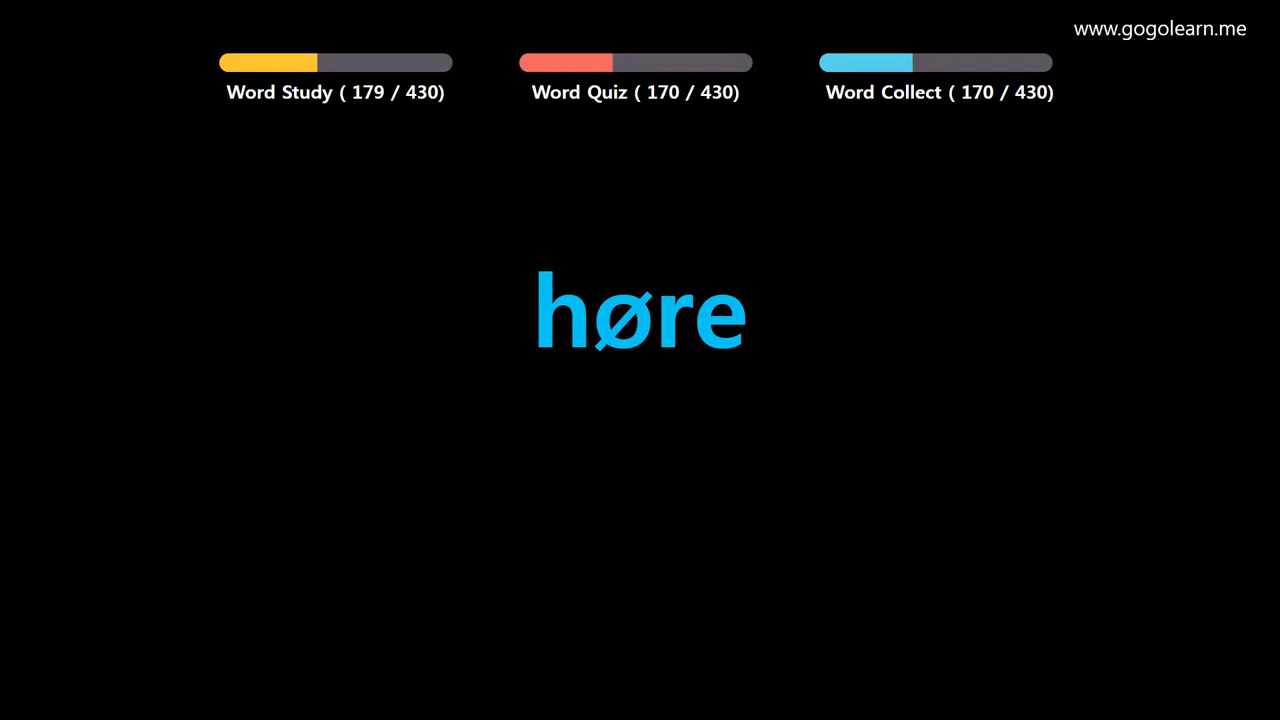 www.gogolearn.me
Word Study ( 179 / 430)
Word Quiz ( 170 / 430)
Word Collect ( 170 / 430)
høre